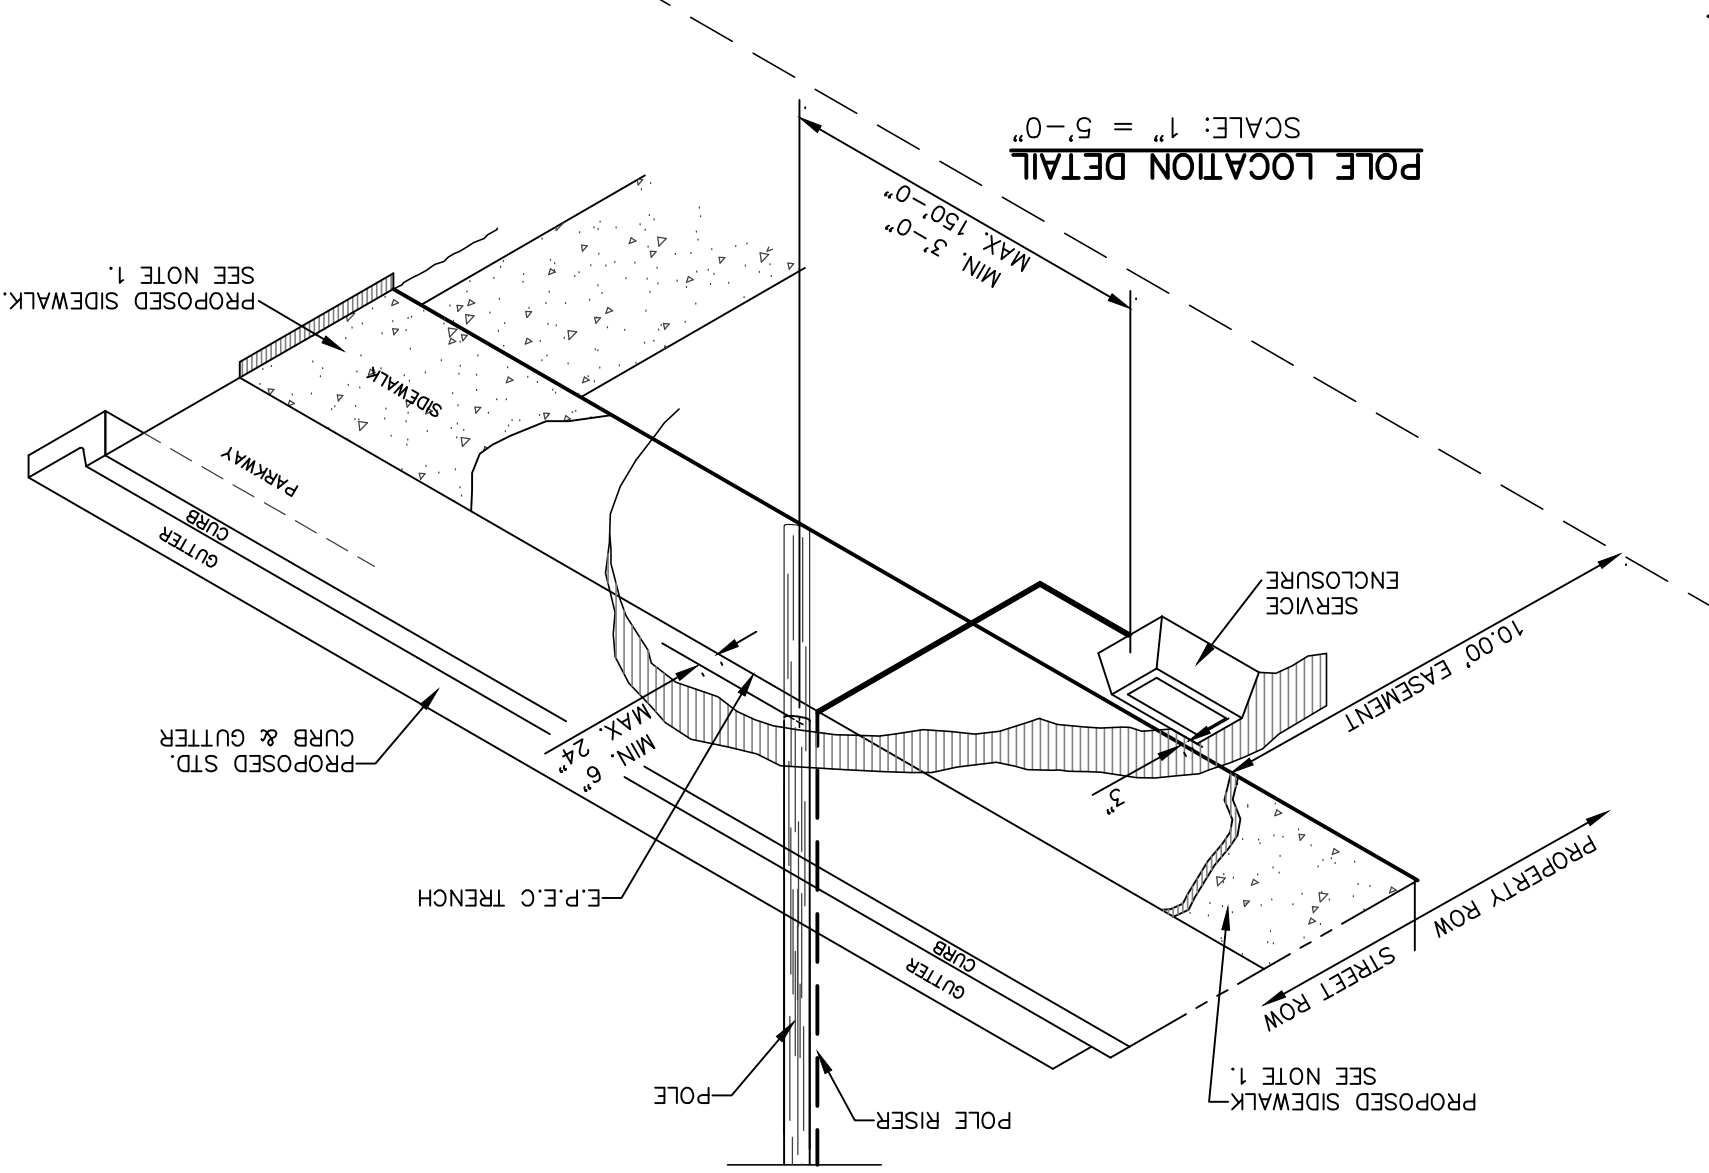 POLE RISER
POLE
PROPOSED SIDEWALK
SEE NOTE 1.
STREET ROW
PROPERTY ROW
GUTTER
CURB
E.P.E.C TRENCH
3"
MIN. 6"
MAX. 24"
PROPOSED STD.
CURB & GUTTER
10.00' EASEMENT
SERVICE
ENCLOSURE
GUTTER
CURB
PARKWAY
SIDEWALK
PROPOSED SIDEWALK.
SEE NOTE 1.
MIN. 3'-0"
MAX. 150'-0"
POLE LOCATION DETAIL
SCALE: 1" = 5'-0"